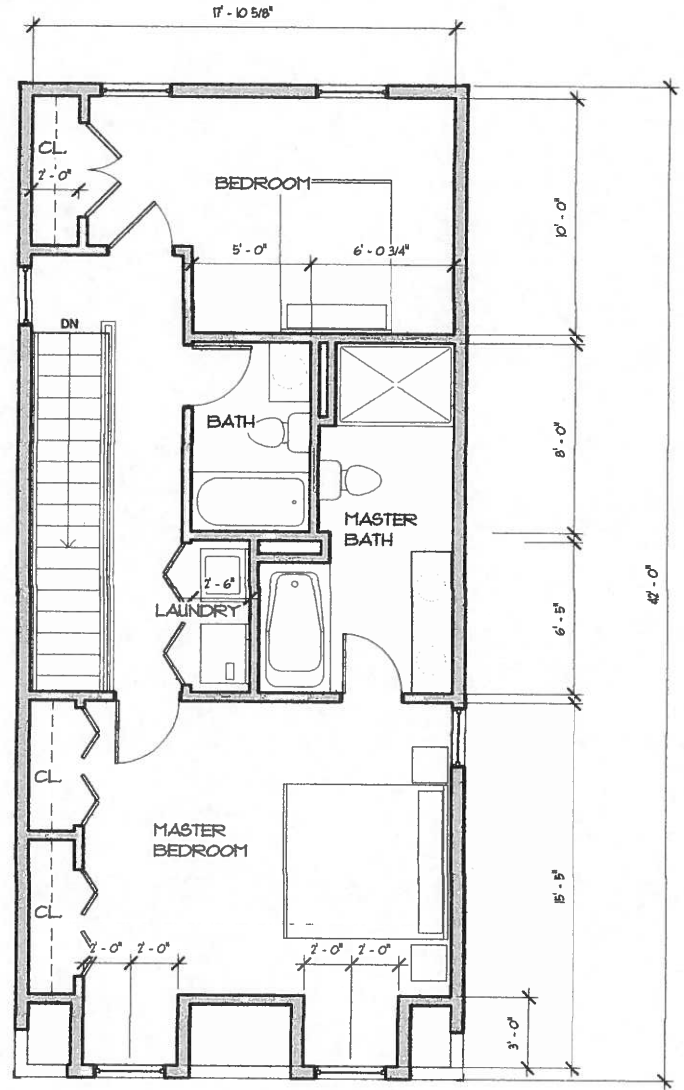 17' - 10 5/8"
CL.
2' - 0"
BEDROOM
10' - 0"
5' - 0"
6' - 0 3/4"
DN
BATH
8' - 0"
MASTER
BATH
2' - 6"
LAUNDRY
6' - 5"
42' - 0"
CL.
MASTER
BEDROOM
15' - 5"
CL.
2' - 0"
2' - 0"
2' - 0"
2' - 0"
3' - 0"